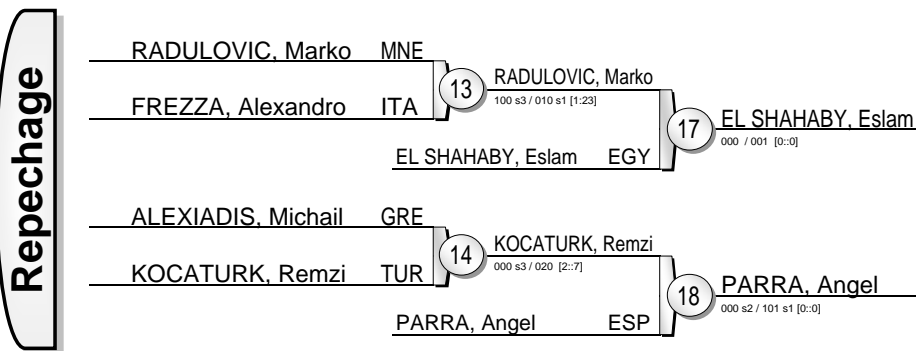 Repechage
RADULOVIC, Marko MNE
FREZZA, Alexandro ITA
13
RADULOVIC, Marko
100 s3 / 010 s1 [1:23]
EL SHAHABY, Eslam EGY
17
EL SHAHABY, Eslam
000 / 001 [0::0]
ALEXIADIS, Michail GRE
KOCATURK, Remzi TUR
14
KOCATURK, Remzi
000 s3 / 020 [2::7]
PARRA, Angel ESP
18
PARRA, Angel
000 s2 / 101 s1 [0::0]